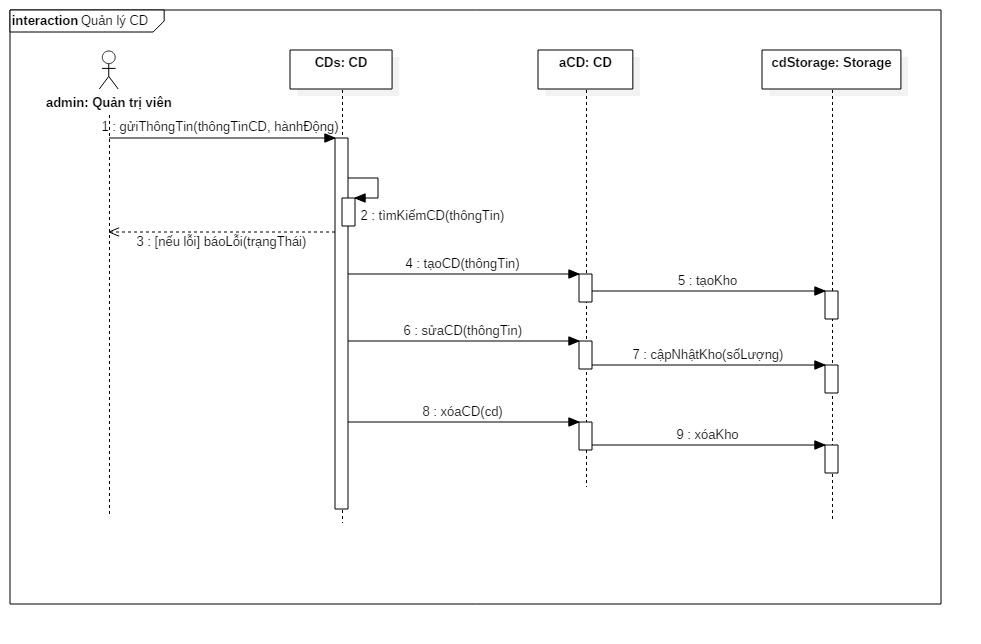 interaction Quản lý CD
CDs: CD
aCD: CD
cdStorage: Storage
admin: Quản trị viên
1 : gửiThôngTin(thôngTinCD, hànhĐộng)
2 : tìmKiếmCD(thôngTin)
3 : [nếu lỗi] báoLỗi(trạngThái)
4 : tạoCD(thôngTin)
5 : tạoKho
6 : sửaCD(thôngTin)
7 : cậpNhậtKho(sốLượng)
8 : xóaCD(cd)
9 : xóaKho